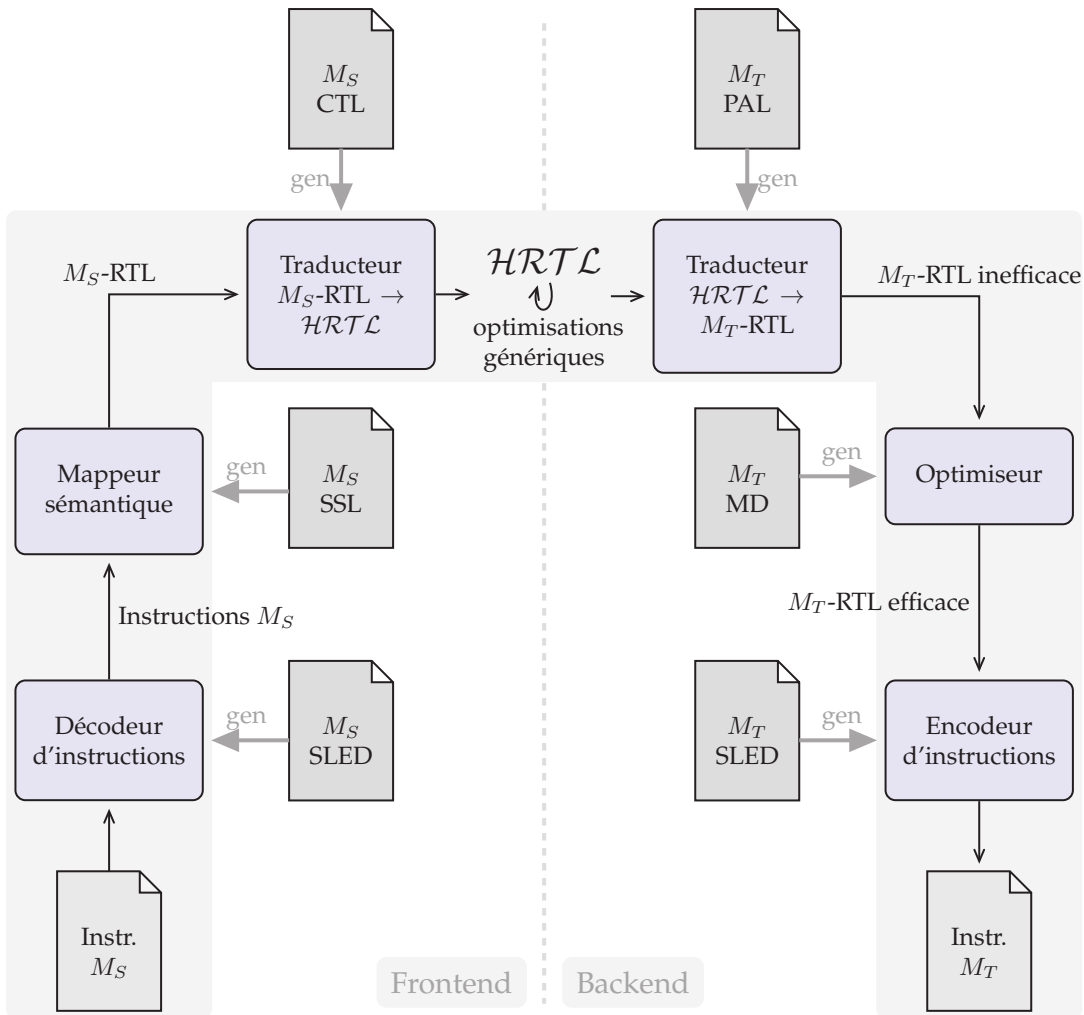 M_S
CTL
M_T
PAL
gen
gen
M_S-RTL
Traducteur
M_S-RTL →
HRTL
HRTL
optimisations
génériques
Traducteur
HRTL →
M_T-RTL
M_T-RTL inefficace
Mappeur
sémantique
gen
M_S
SSL
M_T
MD
gen
Optimiseur
Instructions M_S
M_T-RTL efficace
Décodeur
d'instructions
gen
M_S
SLED
M_T
SLED
gen
Encodeur
d'instructions
Instr.
M_S
Frontend
Backend
Instr.
M_T